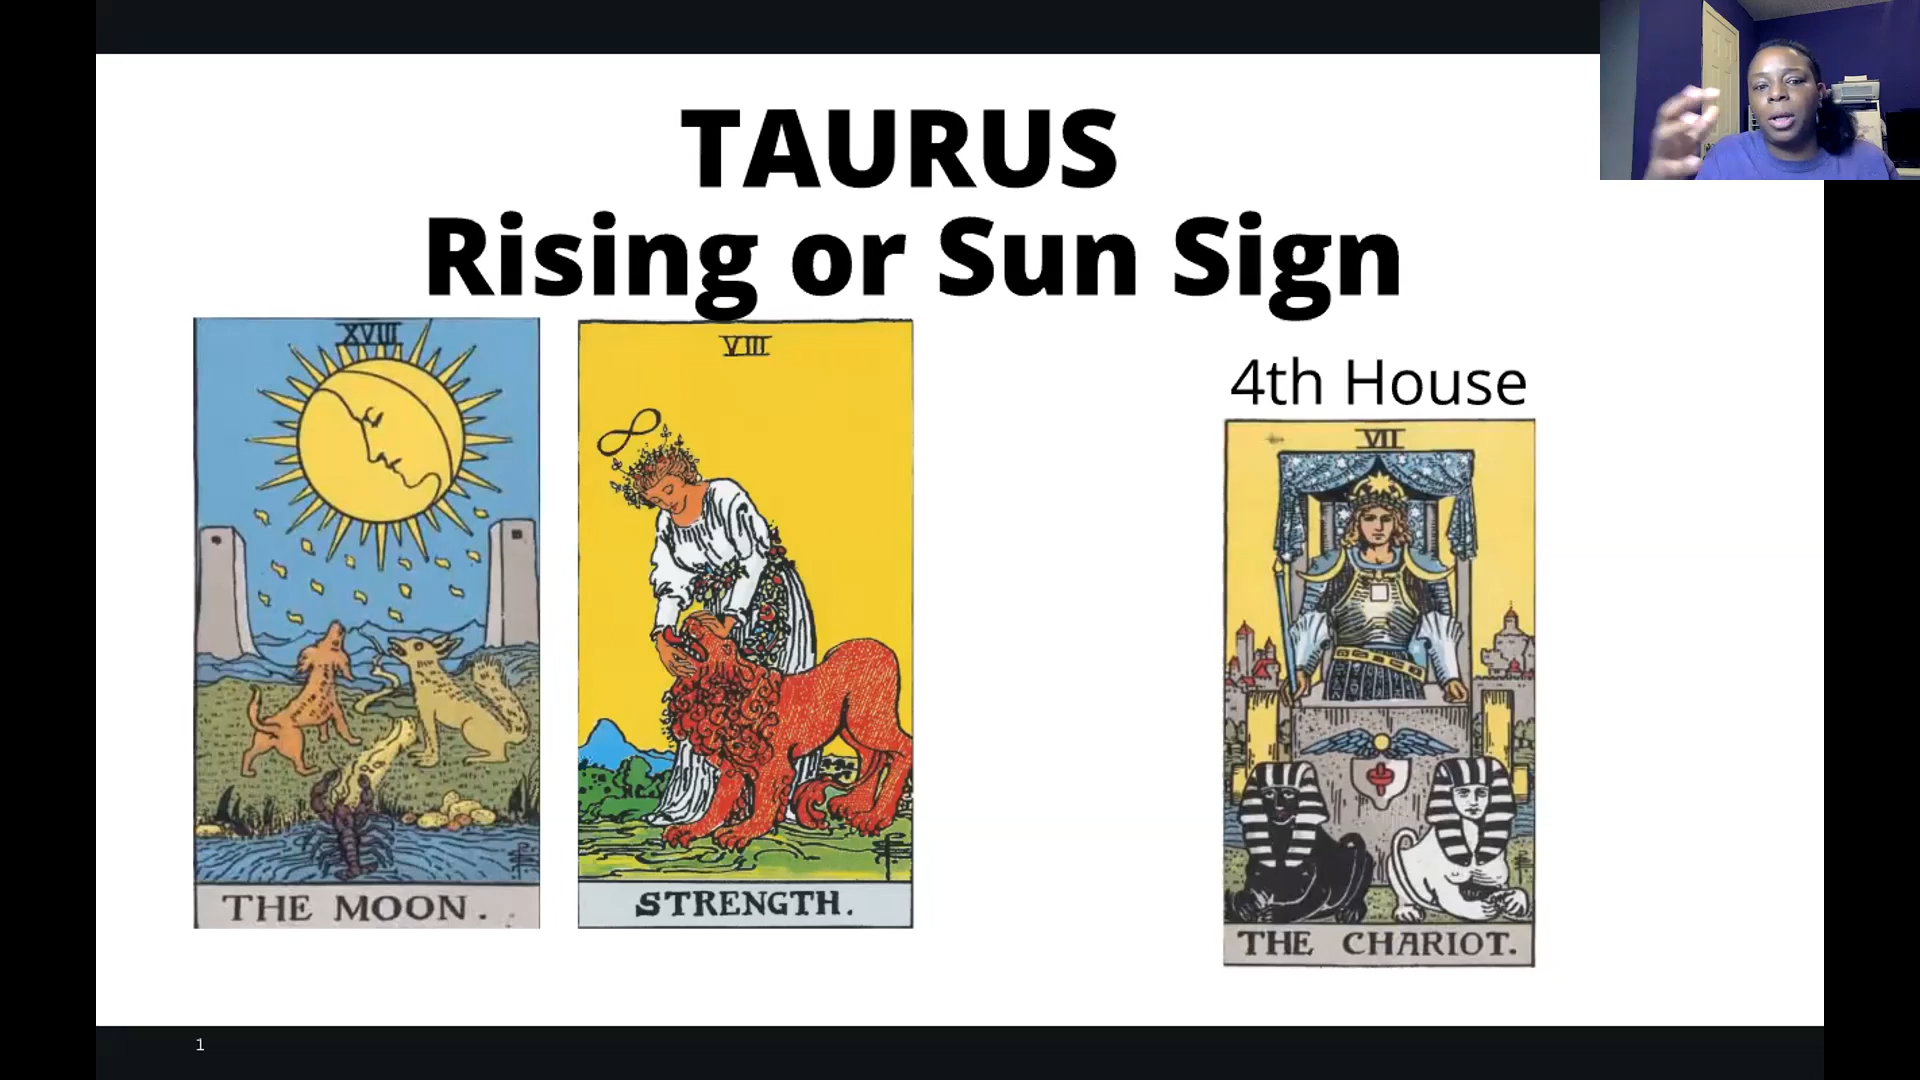 TAURUS
Rising or Sun Sign
4th House
XVIII
VIII
VII
THE MOON.
STRENGTH.
THE CHARIOT.
1